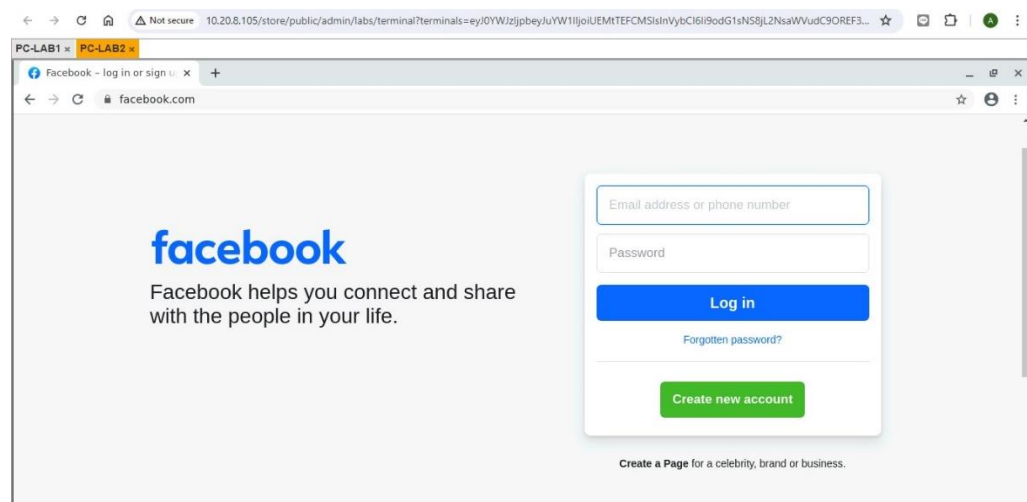 Not secure 10.20.8.105/store/public/admin/labs/terminal?terminals=eyJ0YWJzIjpbeyJuYW1lIjoiUEMtTEFCMSIsInVybCI6Ii9odG1sNS8jL2NsaWVudC9OREF3...
A
PC-LAB1 × PC-LAB2 ×
Facebook – log in or sign u
facebook.com
Email address or phone number
Password
facebook
Facebook helps you connect and share
with the people in your life.
Log in
Forgotten password?
Create new account
Create a Page for a celebrity, brand or business.